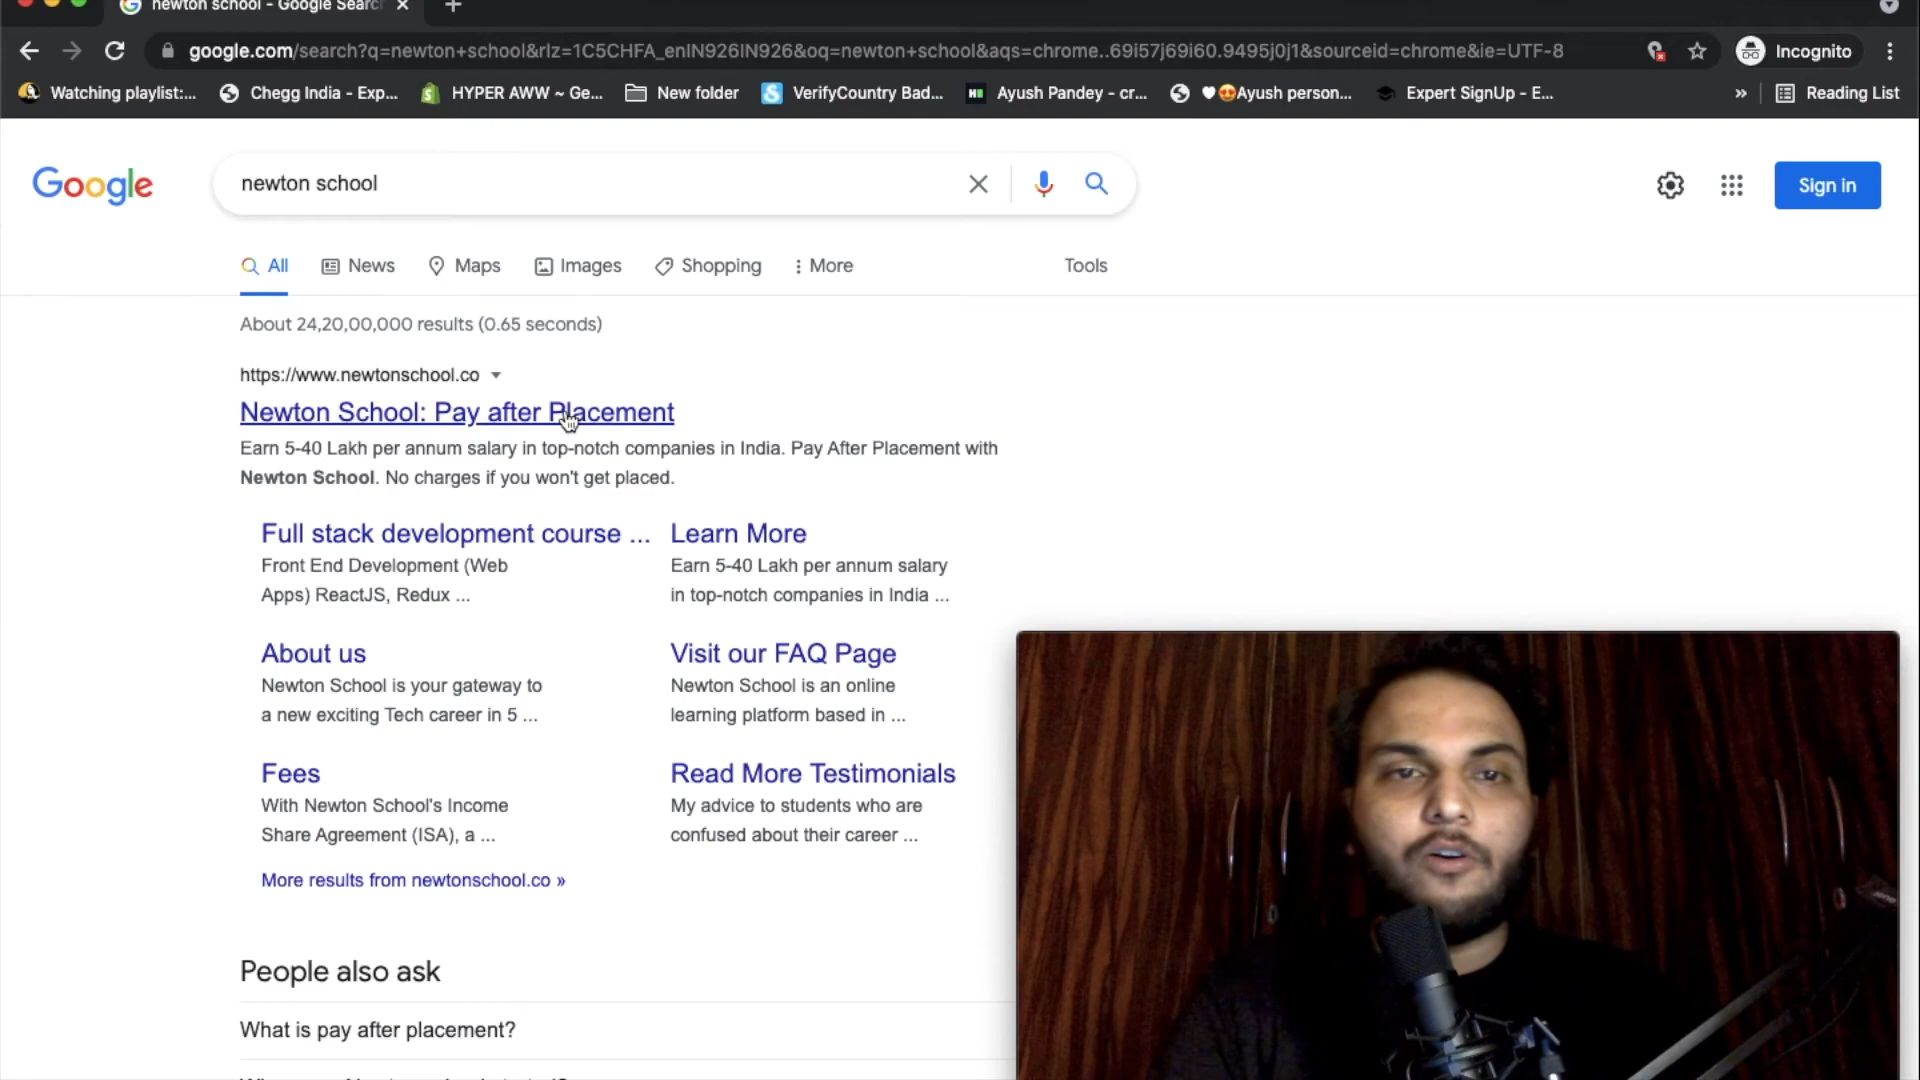 newton school - Google Search
google.com/search?q=newton+school&rlz=1C5CHFA_enIN926IN926&oq=newton+school&aqs=chrome..69i57j69i60.9495j0j1&sourceid=chrome&ie=UTF-8
Incognito
Watching playlist:... Chegg India - Exp... HYPER AWW ~ Ge... New folder VerifyCountry Bad... Ayush Pandey - cr... ♥😍Ayush person... Expert SignUp - E... » Reading List
Google
newton school
Sign in
All News Maps Images Shopping More Tools
About 24,20,00,000 results (0.65 seconds)
https://www.newtonschool.co
Newton School: Pay after Placement
Earn 5-40 Lakh per annum salary in top-notch companies in India. Pay After Placement with
Newton School. No charges if you won't get placed.
Full stack development course ...
Front End Development (Web
Apps) ReactJS, Redux ...
Learn More
Earn 5-40 Lakh per annum salary
in top-notch companies in India ...
About us
Newton School is your gateway to
a new exciting Tech career in 5 ...
Visit our FAQ Page
Newton School is an online
learning platform based in ...
Fees
With Newton School's Income
Share Agreement (ISA), a ...
Read More Testimonials
My advice to students who are
confused about their career ...
More results from newtonschool.co »
People also ask
What is pay after placement?